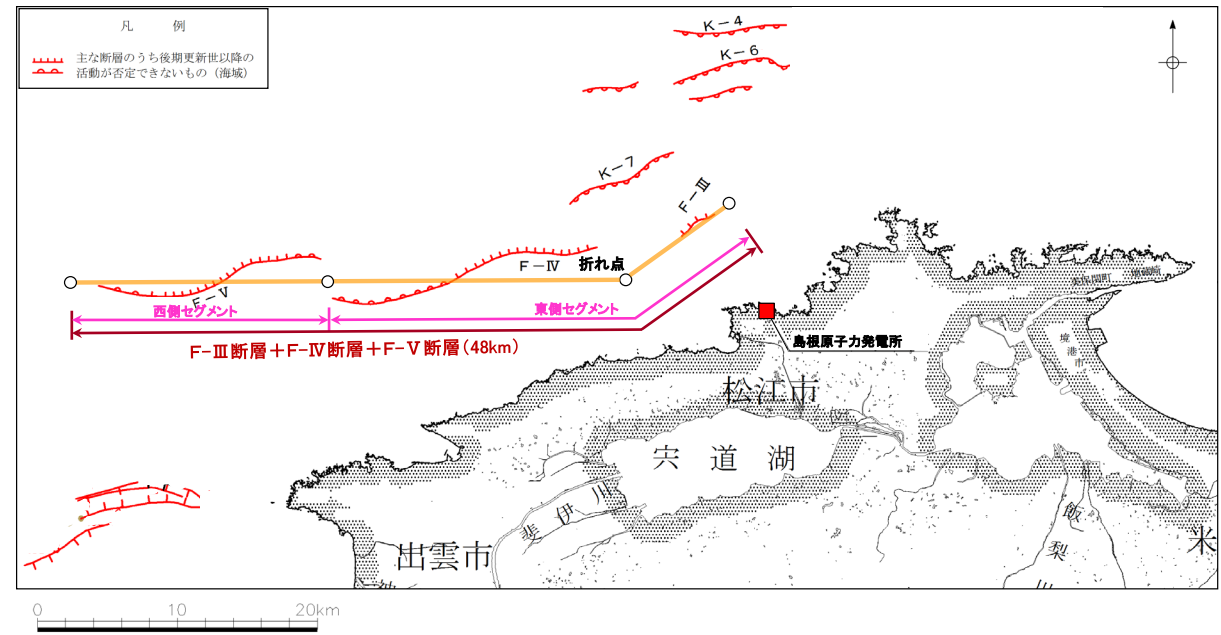 凡 例
主な断層のうち後期更新世以降の
活動が否定できないもの（海域）
K－4
K－6
K－7
F－Ⅲ
F－Ⅳ
折れ点
F－Ⅴ
西側セグメント
東側セグメント
F-Ⅲ断層＋F-Ⅳ断層＋F-Ⅴ断層（48km）
島根原子力発電所
境港市
松江市
宍道湖
斐伊川
出雲市
飯梨川
米
0 10 20km